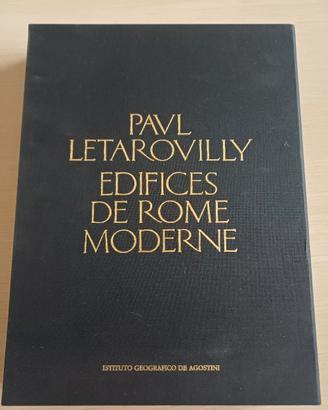 PAVL
LETAROVILLY
EDIFICES
DE ROME
MODERNE
ISTITUTO GEOGRAFICO DE AGOSTINI